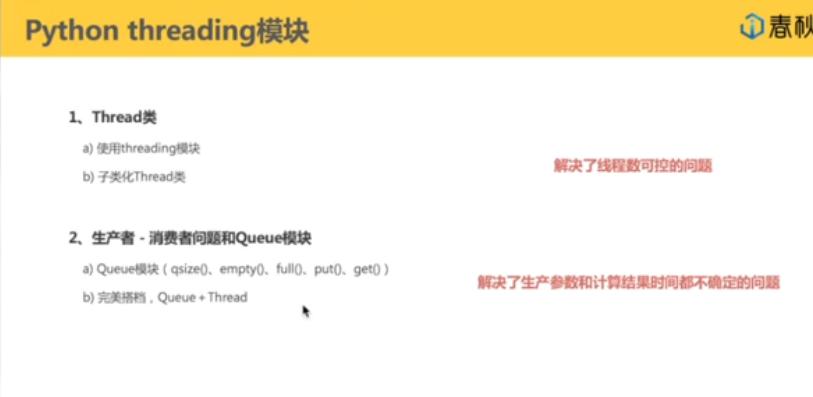 Python threading模块
春秋
1、Thread类
a) 使用threading模块
b) 子类化Thread类
解决了线程数可控的问题
2、生产者 - 消费者问题和Queue模块
a) Queue模块（ qsize()、empty()、full()、put()、get() ）
b) 完美搭档，Queue + Thread
解决了生产参数和计算结果时间都不确定的问题